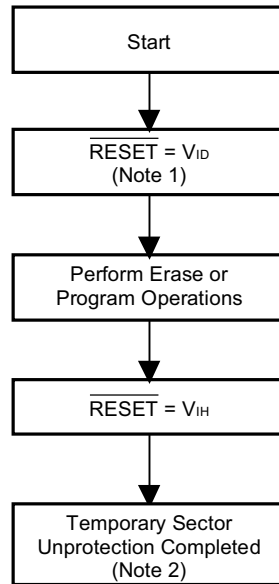 Start
RESET = VID
(Note 1)
Perform Erase or
Program Operations
RESET = VIH
Temporary Sector
Unprotection Completed
(Note 2)